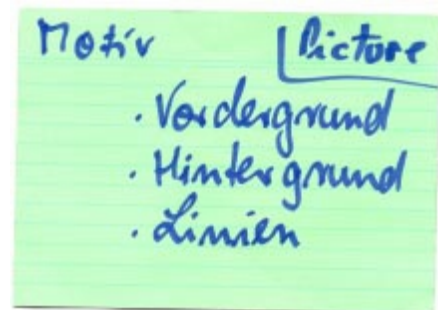 Motiv Picture
· Vordergrund
· Hintergrund
· Linien